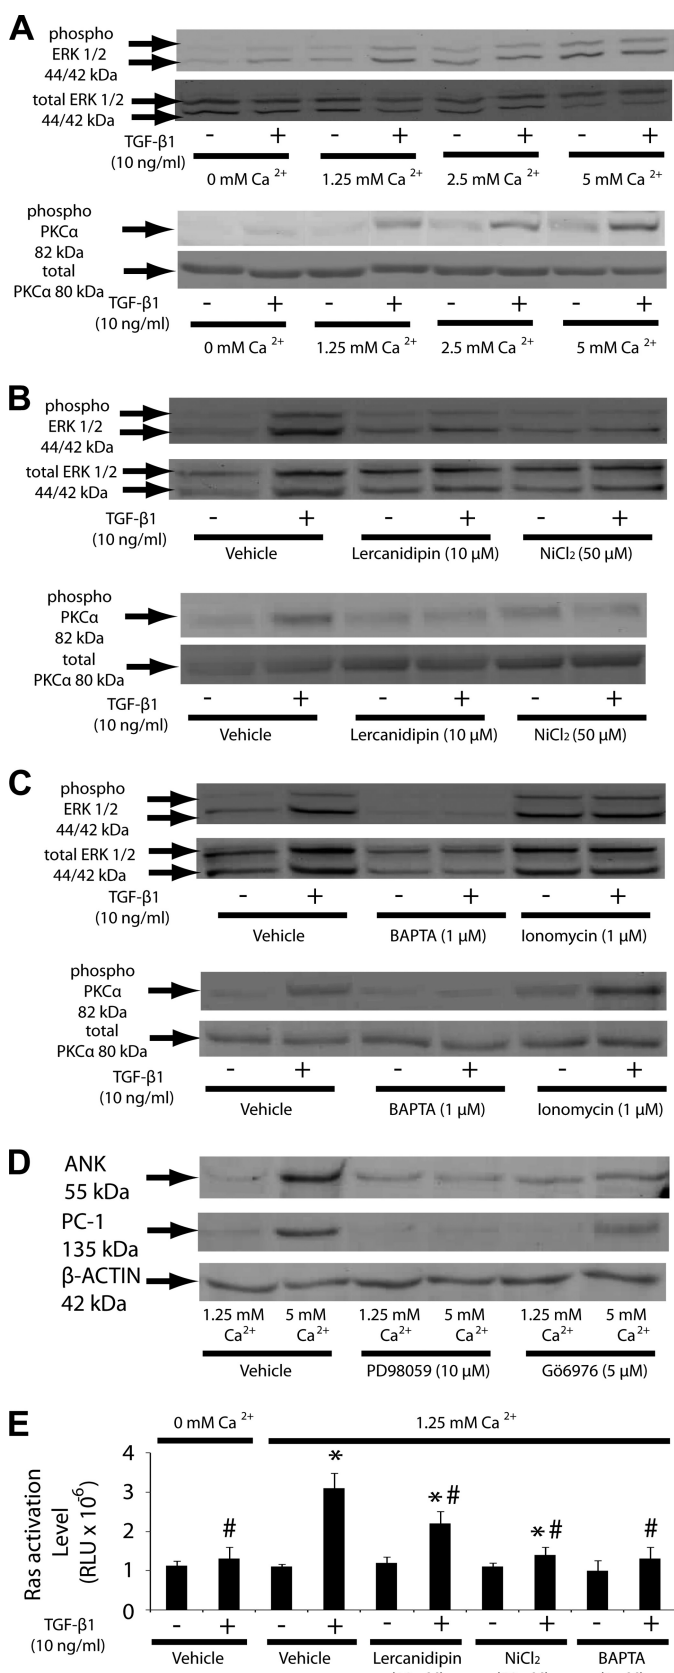 A
phospho
ERK 1/2
44/42 kDa
total ERK 1/2
44/42 kDa
TGF-β1 - + - + - + - +
(10 ng/ml)
0 mM Ca 2+ 1.25 mM Ca 2+ 2.5 mM Ca 2+ 5 mM Ca 2+
phospho
PKCα
82 kDa
total
PKCα 80 kDa
TGF-β1 - + - + - + - +
(10 ng/ml)
0 mM Ca 2+ 1.25 mM Ca 2+ 2.5 mM Ca 2+ 5 mM Ca 2+
B
phospho
ERK 1/2
44/42 kDa
total ERK 1/2
44/42 kDa
TGF-β1 - + - + - +
(10 ng/ml)
Vehicle Lercanidipin (10 µM) NiCl2 (50 µM)
phospho
PKCα
82 kDa
total
PKCα 80 kDa
TGF-β1 - + - + - +
(10 ng/ml)
Vehicle Lercanidipin (10 µM) NiCl2 (50 µM)
C
phospho
ERK 1/2
44/42 kDa
total ERK 1/2
44/42 kDa
TGF-β1 - + - + - +
(10 ng/ml)
Vehicle BAPTA (1 µM) Ionomycin (1 µM)
phospho
PKCα
82 kDa
total
PKCα 80 kDa
TGF-β1 - + - + - +
(10 ng/ml)
Vehicle BAPTA (1 µM) Ionomycin (1 µM)
D
ANK
55 kDa
PC-1
135 kDa
β-ACTIN
42 kDa
1.25 mM 5 mM 1.25 mM 5 mM 1.25 mM 5 mM
Ca2+ Ca2+ Ca2+ Ca2+ Ca2+ Ca2+
Vehicle PD98059 (10 µM) Gö6976 (5 µM)
E
0 mM Ca 2+ 1.25 mM Ca 2+
Ras activation
Level
(RLU x 10-6)
4
3
2
1
0
# * *# *# #
TGF-β1 - + - + - + - + - +
(10 ng/ml)
Vehicle Vehicle Lercanidipin NiCl2 BAPTA